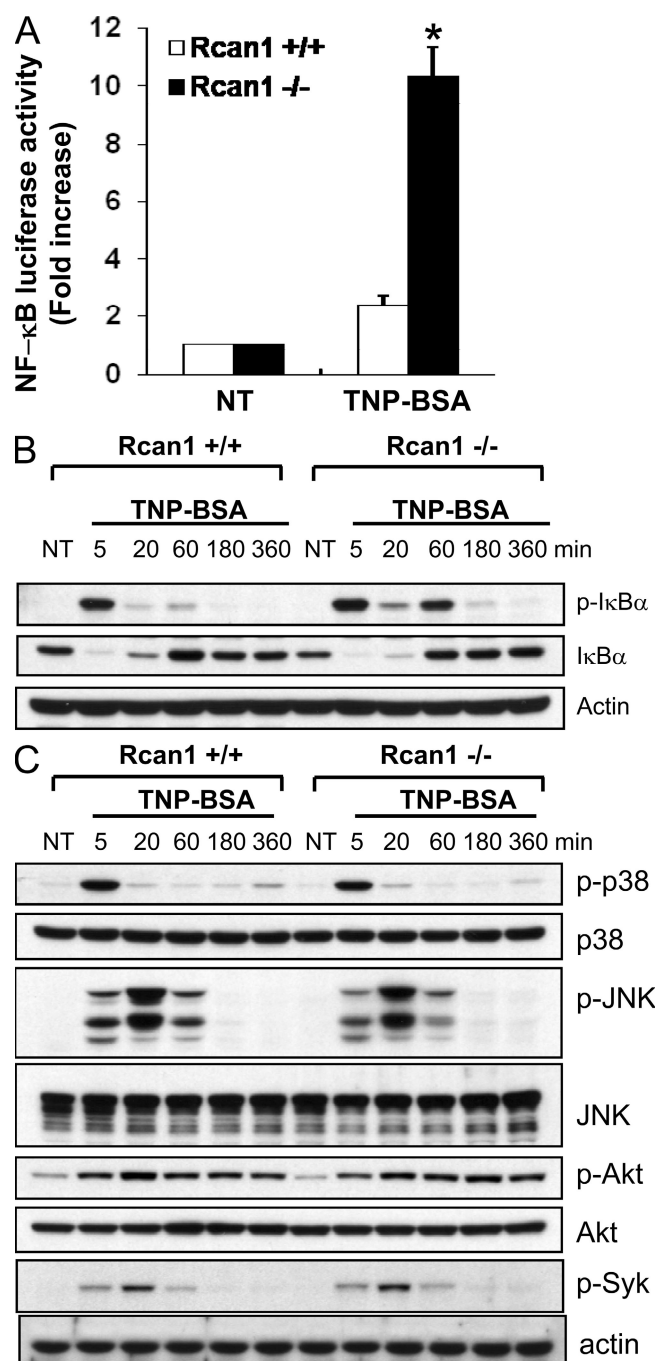 A
NF–κB luciferase activity
(Fold increase)
12
10
8
6
4
2
0
Rcan1 +/+
Rcan1 -/-
*
NT TNP-BSA
B
Rcan1 +/+ Rcan1 -/-
TNP-BSA TNP-BSA
NT 5 20 60 180 360 NT 5 20 60 180 360 min
p-IκBα
IκBα
Actin
C
Rcan1 +/+ Rcan1 -/-
TNP-BSA TNP-BSA
NT 5 20 60 180 360 NT 5 20 60 180 360 min
p-p38
p38
p-JNK
JNK
p-Akt
Akt
p-Syk
actin